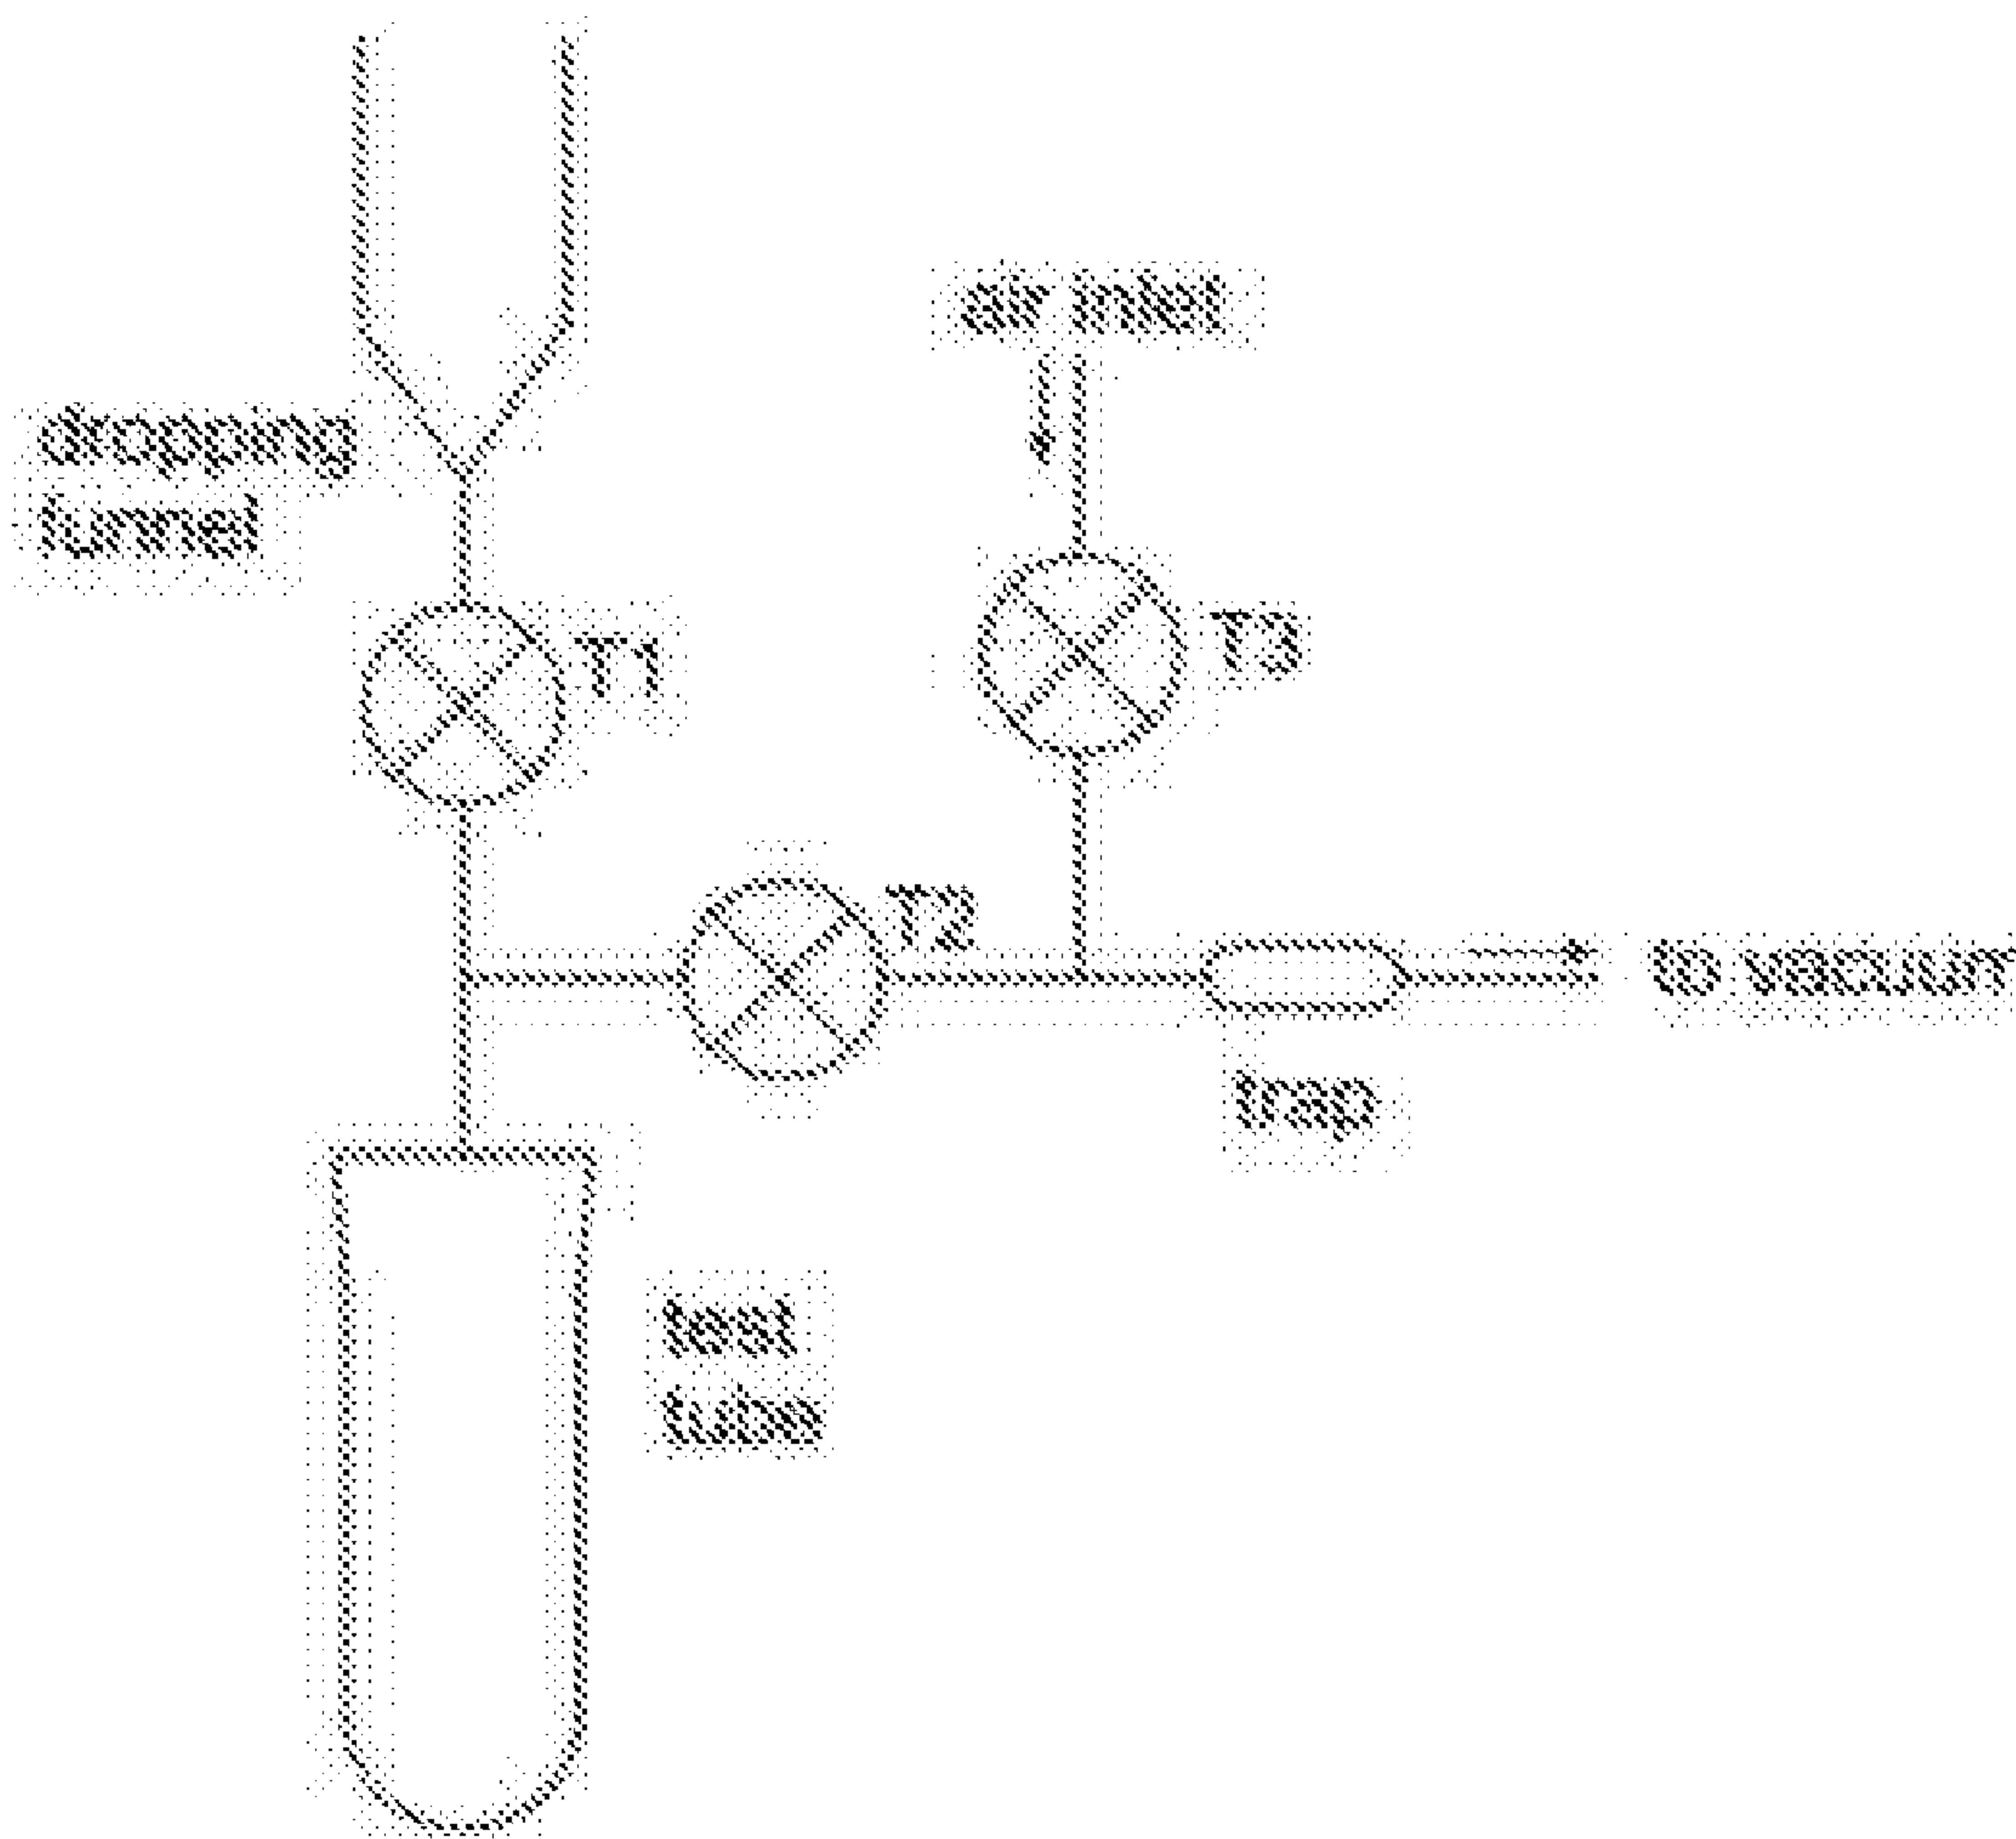 air inlet
dropping
funnel
T1
T3
T2
to vacuum
trap
test
tube